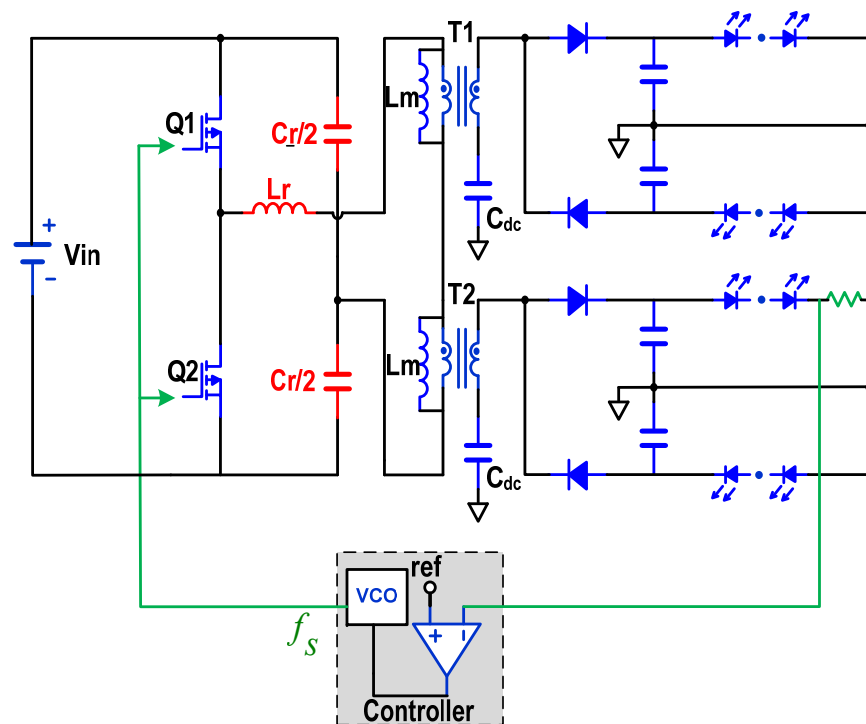 T1
Q1
Cr/2
Lm
Lr
Cdc
+
Vin
−
T2
Q2
Cr/2
Lm
Cdc
ref
VCO
+ −
fs
Controller